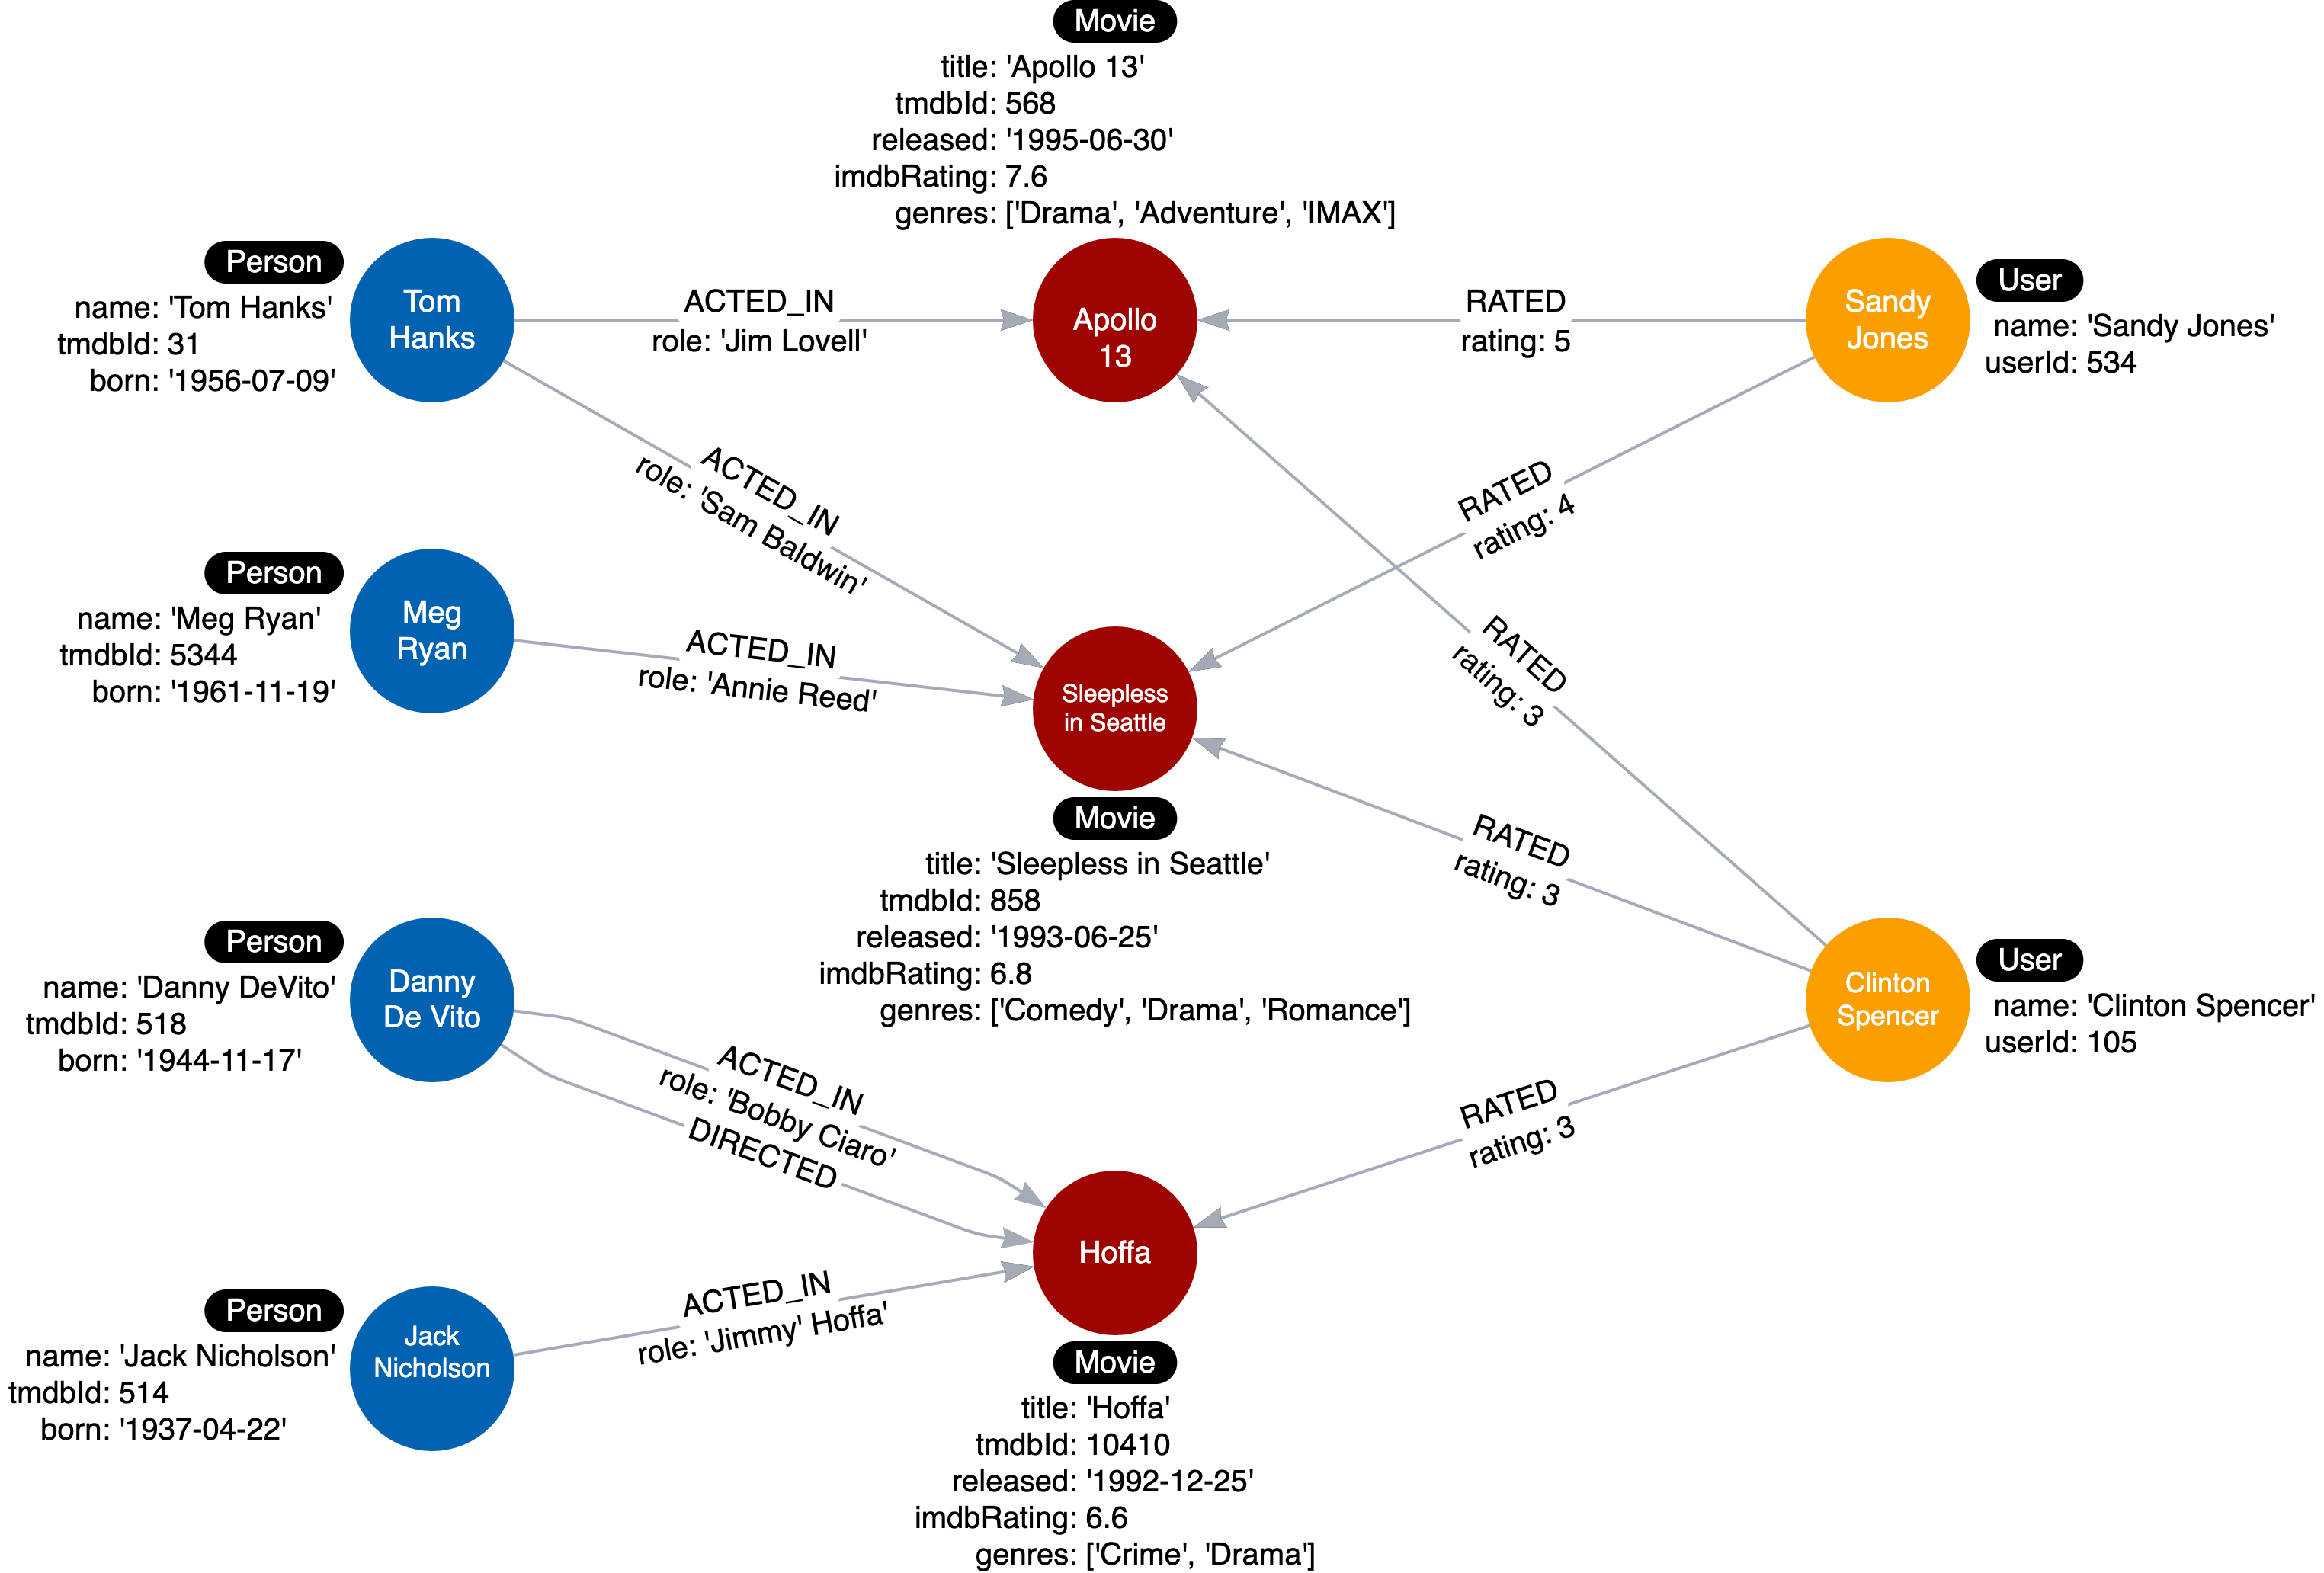 Movie
title: 'Apollo 13'
tmdbId: 568
released: '1995-06-30'
imdbRating: 7.6
genres: ['Drama', 'Adventure', 'IMAX']
Person
name: 'Tom Hanks'
tmdbId: 31
born: '1956-07-09'
Tom
Hanks
ACTED_IN
role: 'Jim Lovell'
Apollo
13
RATED
rating: 5
Sandy
Jones
User
name: 'Sandy Jones'
userId: 534
ACTED_IN
role: 'Sam Baldwin'
RATED
rating: 4
Person
name: 'Meg Ryan'
tmdbId: 5344
born: '1961-11-19'
Meg
Ryan
ACTED_IN
role: 'Annie Reed'
Sleepless
in Seattle
RATED
rating: 3
Movie
title: 'Sleepless in Seattle'
tmdbId: 858
released: '1993-06-25'
imdbRating: 6.8
genres: ['Comedy', 'Drama', 'Romance']
RATED
rating: 3
Person
name: 'Danny DeVito'
tmdbId: 518
born: '1944-11-17'
Danny
De Vito
ACTED_IN
role: 'Bobby Ciaro'
DIRECTED
Clinton
Spencer
User
name: 'Clinton Spencer'
userId: 105
RATED
rating: 3
Hoffa
Person
name: 'Jack Nicholson'
tmdbId: 514
born: '1937-04-22'
Jack
Nicholson
ACTED_IN
role: 'Jimmy' Hoffa'
Movie
title: 'Hoffa'
tmdbId: 10410
released: '1992-12-25'
imdbRating: 6.6
genres: ['Crime', 'Drama']